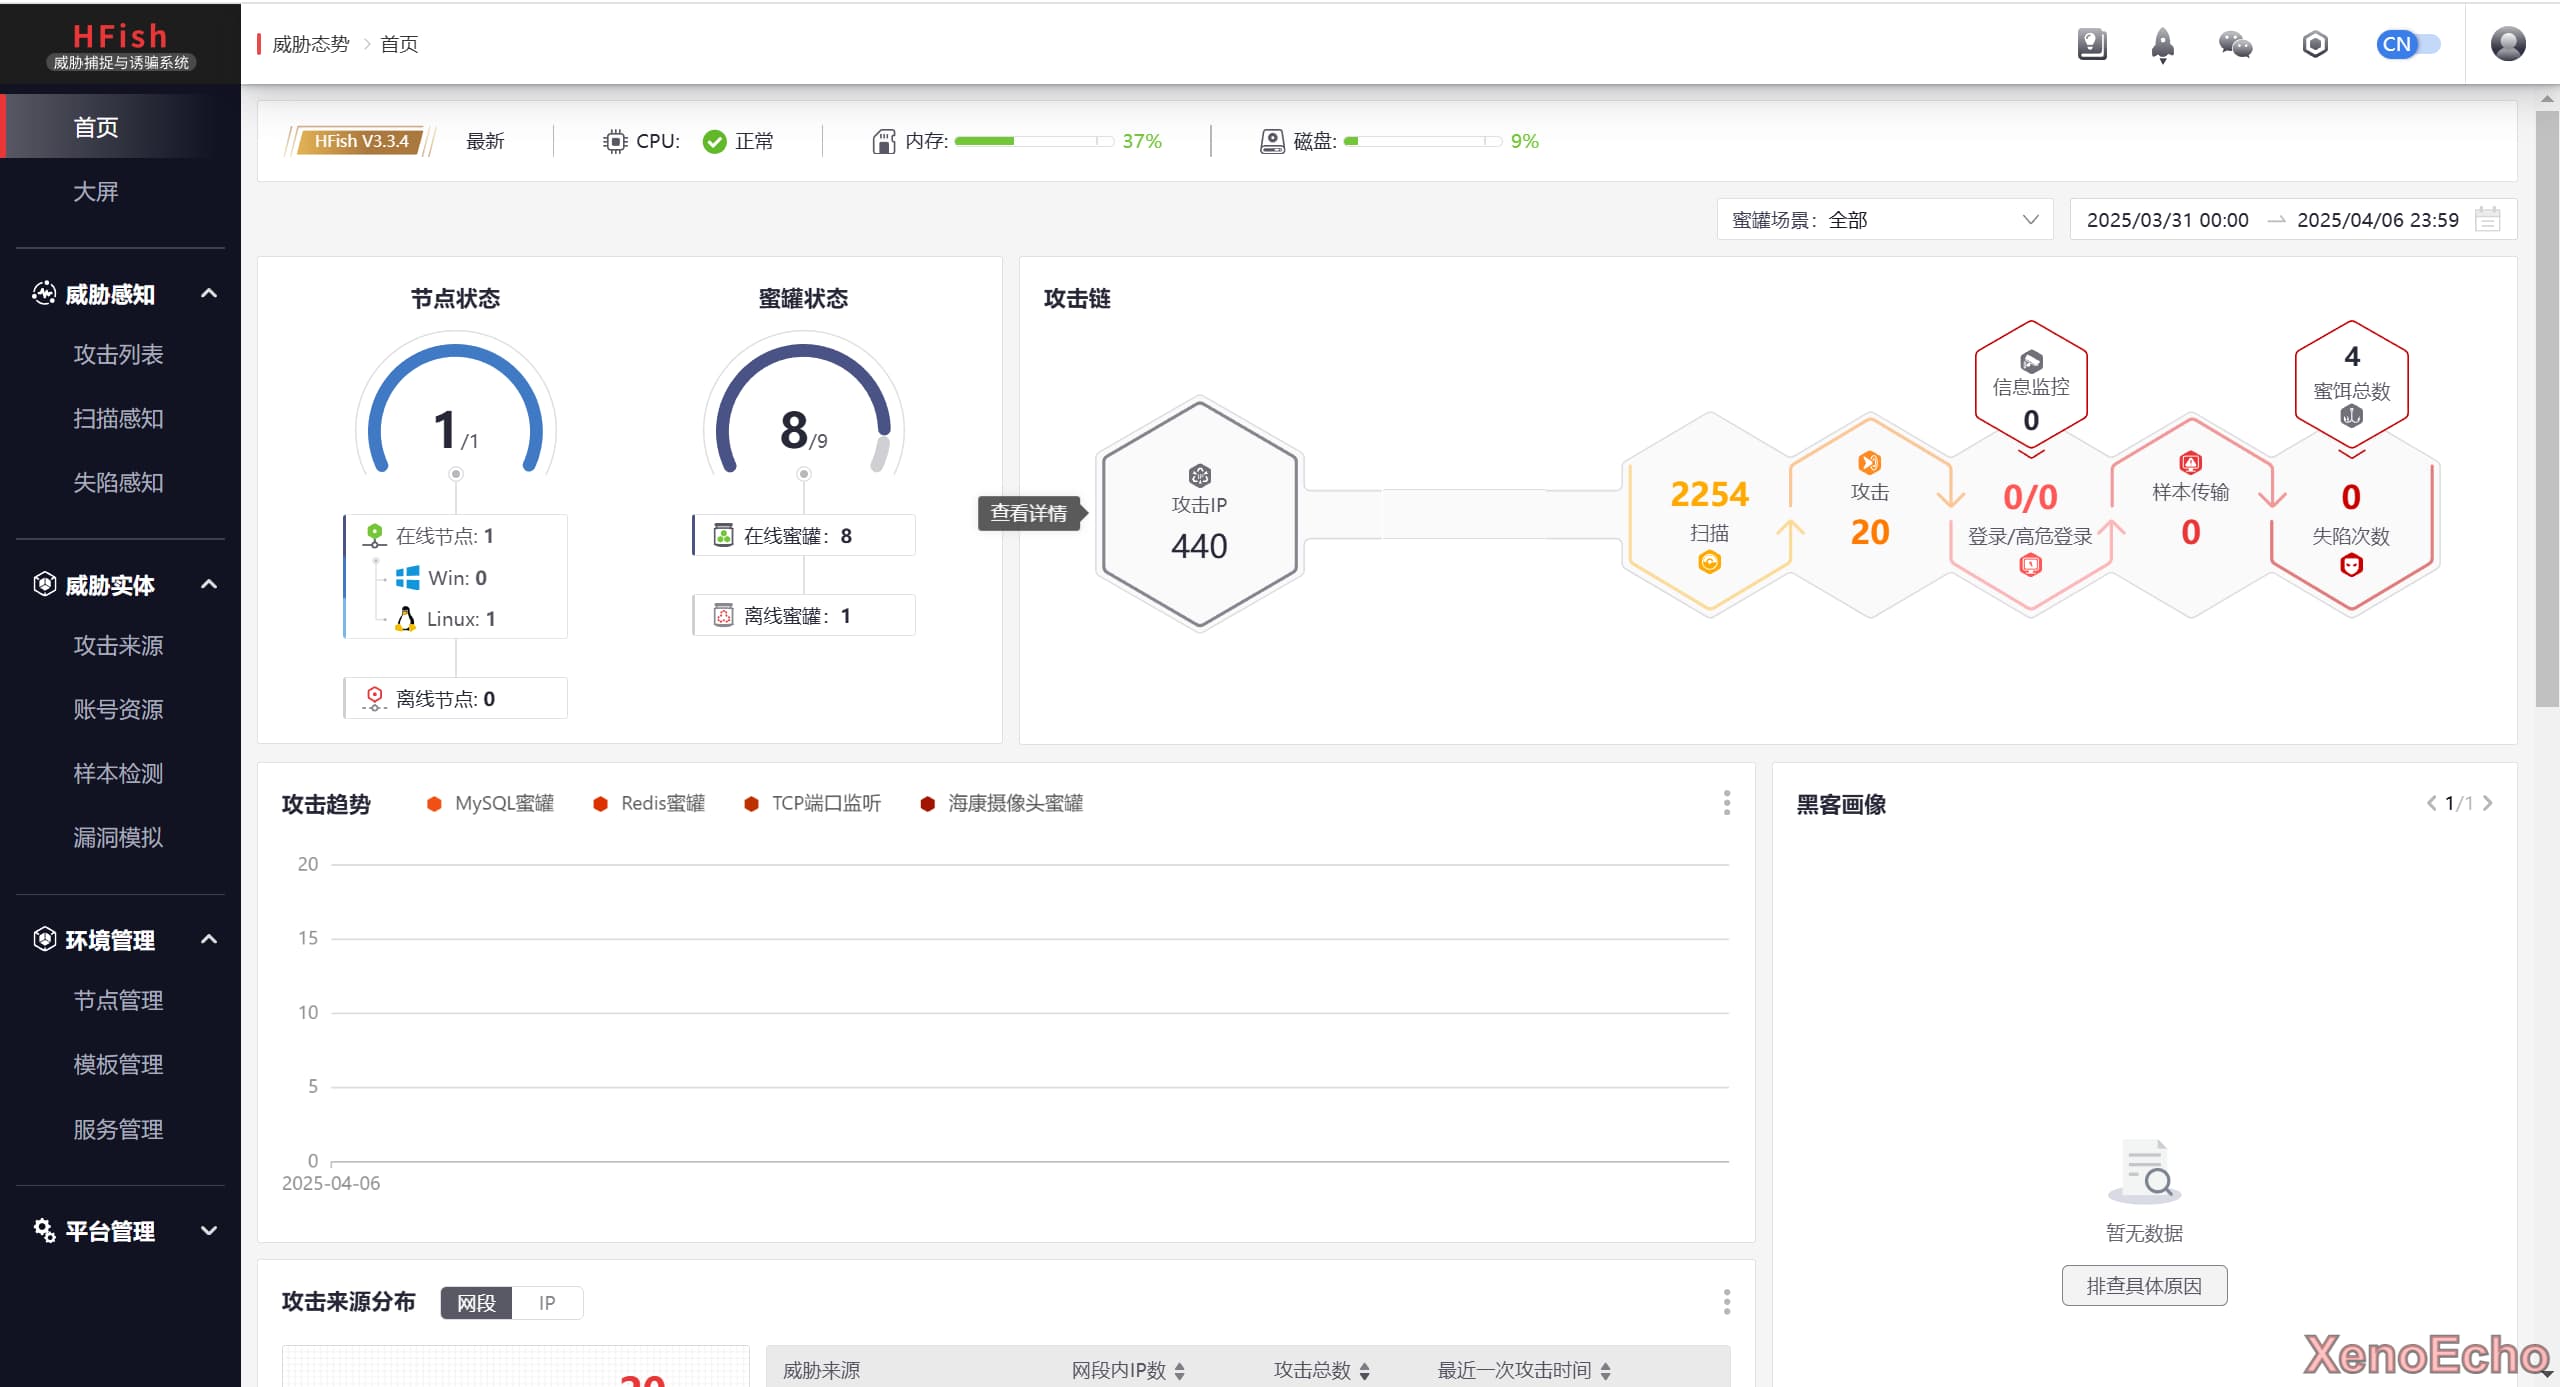 HFish
威胁捕捉与诱骗系统
威胁态势 > 首页
CN
首页
大屏
威胁感知
攻击列表
扫描感知
失陷感知
威胁实体
攻击来源
账号资源
样本检测
漏洞模拟
环境管理
节点管理
模板管理
服务管理
平台管理
HFish V3.3.4 最新 CPU: 正常 内存: 37% 磁盘: 9%
蜜罐场景: 全部
2025/03/31 00:00 → 2025/04/06 23:59
节点状态
1/1
在线节点: 1
Win: 0
Linux: 1
离线节点: 0
蜜罐状态
8/9
在线蜜罐: 8
离线蜜罐: 1
攻击链
查看详情
攻击IP
440
2254
扫描
攻击
20
信息监控
0
0/0
登录/高危登录
样本传输
0
4
蜜饵总数
0
失陷次数
攻击趋势 MySQL蜜罐 Redis蜜罐 TCP端口监听 海康摄像头蜜罐
20
15
10
5
0
2025-04-06
黑客画像
1/1
暂无数据
排查具体原因
攻击来源分布 网段 IP
20
威胁来源 网段内IP数 攻击总数 最近一次攻击时间
XenoEcho